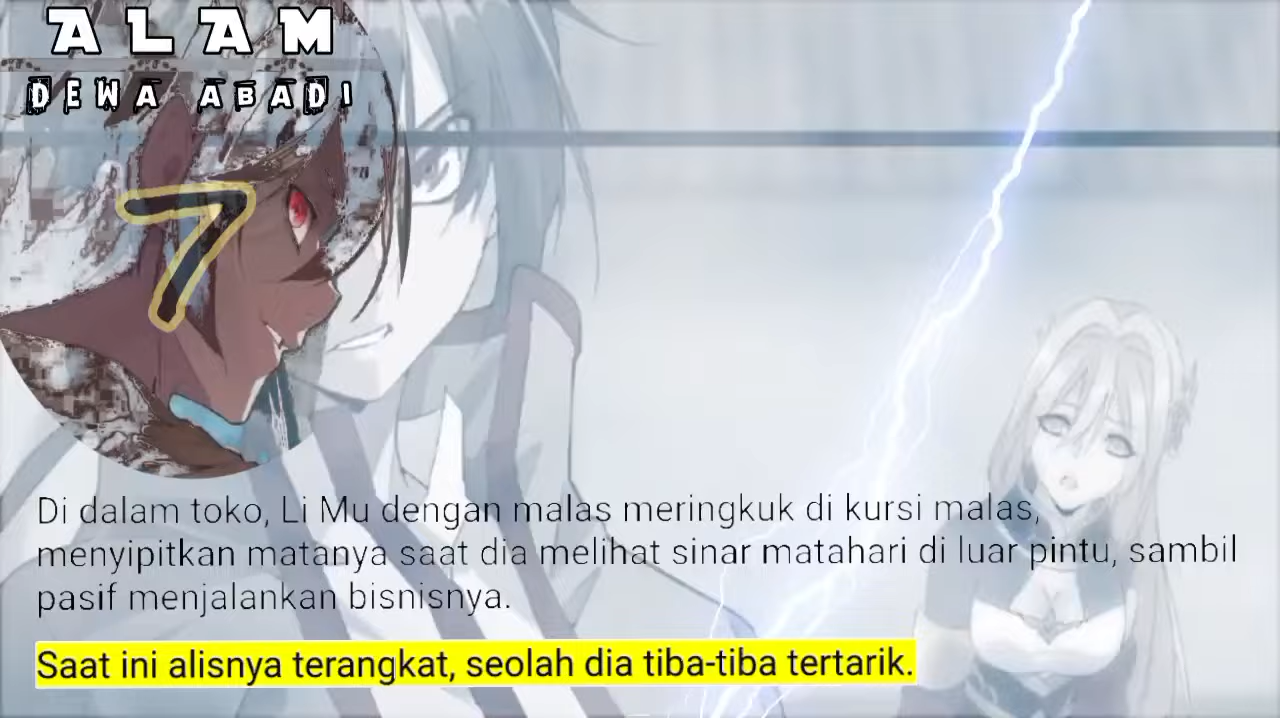 ALAM
DEWA ABADI
7
Di dalam toko, Li Mu dengan malas meringkuk di kursi malas,
menyipitkan matanya saat dia melihat sinar matahari di luar pintu, sambil
pasif menjalankan bisnisnya.
Saat ini alisnya terangkat, seolah dia tiba-tiba tertarik.